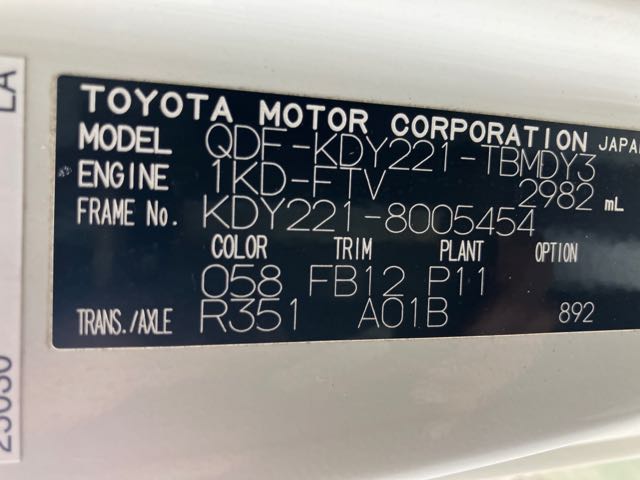 TOYOTA MOTOR CORPORATION JAPAN
MODEL QDF-KDY221-TBMDY3
ENGINE 1KD-FTV 2982 mL
FRAME No. KDY221-8005454
COLOR TRIM PLANT OPTION
058 FB12 P11
TRANS./AXLE R351 A01B 892
LA